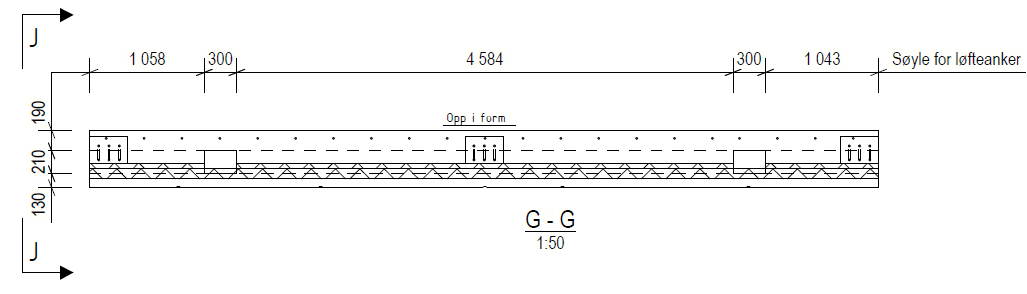 J
1 058 300 4 584 300 1 043 Søyle for løfteanker
190
Opp i form
210
130
G - G
1:50
J